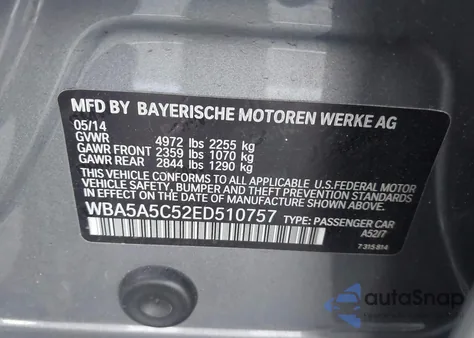 MFD BY BAYERISCHE MOTOREN WERKE AG
05/14
GVWR 4972 lbs 2255 kg
GAWR FRONT 2359 lbs 1070 kg
GAWR REAR 2844 lbs 1290 kg
THIS VEHICLE CONFORMS TO ALL APPLICABLE U.S.FEDERAL MOTOR
VEHICLE SAFETY, BUMPER AND THEFT PREVENTION STANDARDS
IN EFFECT ON THE DATE OF MANUFACTURE SHOWN ABOVE.
WBA5A5C52ED510757 TYPE: PASSENGER CAR
A52/7
7 315 814
autoSnap